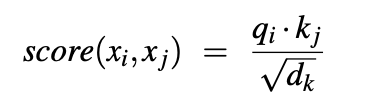 score(xᵢ,xⱼ) = qᵢ · kⱼ / √dₖ